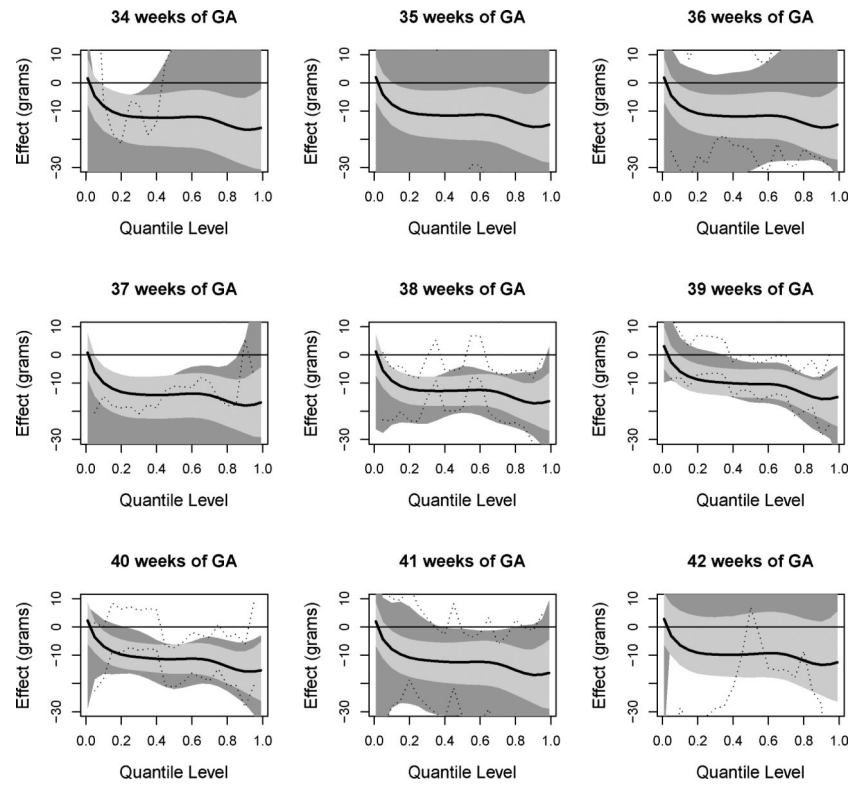 34 weeks of GA
35 weeks of GA
36 weeks of GA
Effect (grams)
10
0
-10
-30
0.0 0.2 0.4 0.6 0.8 1.0
Quantile Level
Effect (grams)
10
0
-10
-30
0.0 0.2 0.4 0.6 0.8 1.0
Quantile Level
Effect (grams)
10
0
-10
-30
0.0 0.2 0.4 0.6 0.8 1.0
Quantile Level
37 weeks of GA
38 weeks of GA
39 weeks of GA
Effect (grams)
10
0
-10
-30
0.0 0.2 0.4 0.6 0.8 1.0
Quantile Level
Effect (grams)
10
0
-10
-30
0.0 0.2 0.4 0.6 0.8 1.0
Quantile Level
Effect (grams)
10
0
-10
-30
0.0 0.2 0.4 0.6 0.8 1.0
Quantile Level
40 weeks of GA
41 weeks of GA
42 weeks of GA
Effect (grams)
10
0
-10
-30
0.0 0.2 0.4 0.6 0.8 1.0
Quantile Level
Effect (grams)
10
0
-10
-30
0.0 0.2 0.4 0.6 0.8 1.0
Quantile Level
Effect (grams)
10
0
-10
-30
0.0 0.2 0.4 0.6 0.8 1.0
Quantile Level